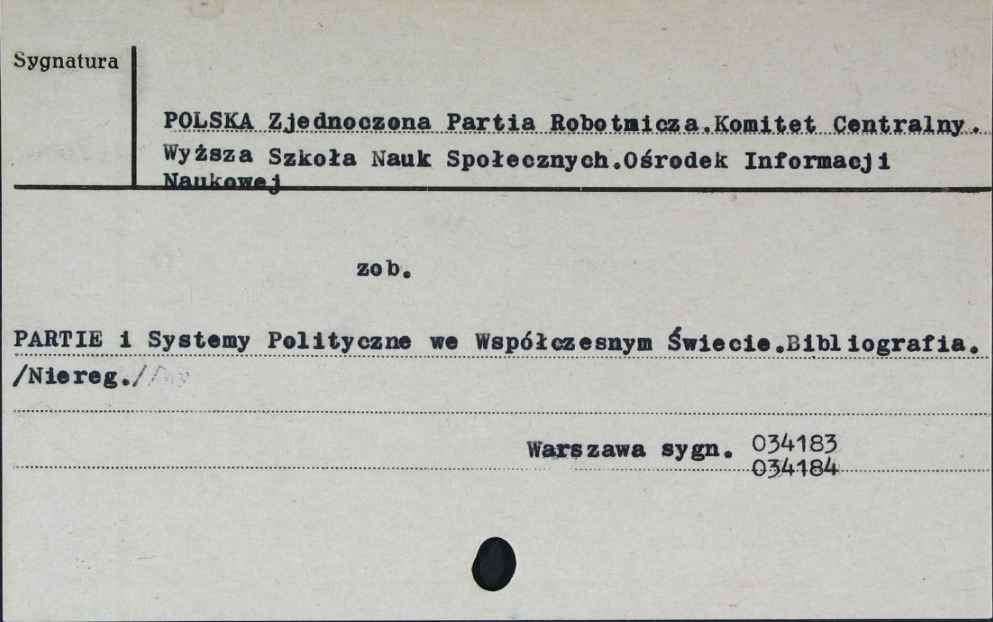 Sygnatura
POLSKA Zjednoczona Partia Robotnicza.Komitet Centralny.
Wyższa Szkoła Nauk Społecznych.Ośrodek Informacji
Naukowej
zob.
PARTIE i Systemy Polityczne we Współczesnym Świecie.Bibliografia.
/Niereg./
Warszawa sygn. 034183
034184